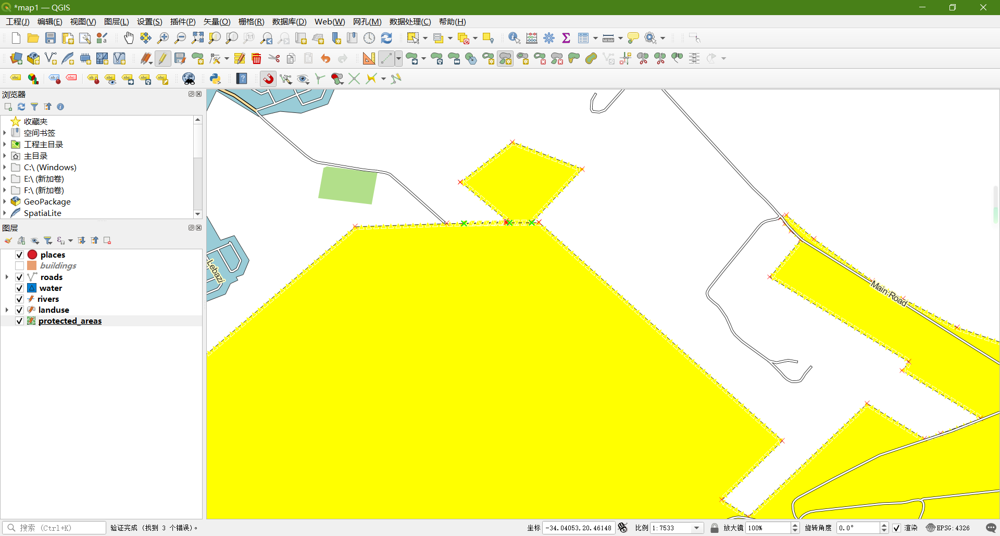 *map1 — QGIS
工程(J) 编辑(E) 视图(V) 图层(L) 设置(S) 插件(P) 矢量(O) 栅格(R) 数据库(D) Web(W) 网孔(M) 数据处理(C) 帮助(H)
浏览器
收藏夹
空间书签
工程主目录
主目录
C:\ (Windows)
E:\ (新加卷)
F:\ (新加卷)
GeoPackage
SpatiaLite
图层
places
buildings
roads
water
rivers
landuse
protected_areas
Lebazi
Main Road
搜索 (Ctrl+K) 验证完成 (找到 3 个错误)。 坐标 -34.04053,20.46148 比例 1:7533 放大镜 100% 旋转角度 0.0° 渲染 EPSG:4326